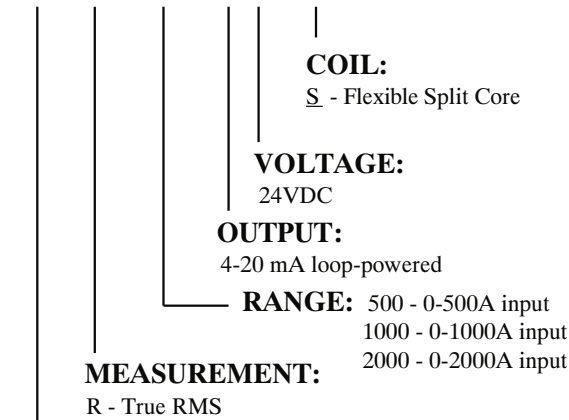 COIL:
S - Flexible Split Core
VOLTAGE:
24VDC
OUTPUT:
4-20 mA loop-powered
RANGE: 500 - 0-500A input
1000 - 0-1000A input
2000 - 0-2000A input
MEASUREMENT:
R - True RMS